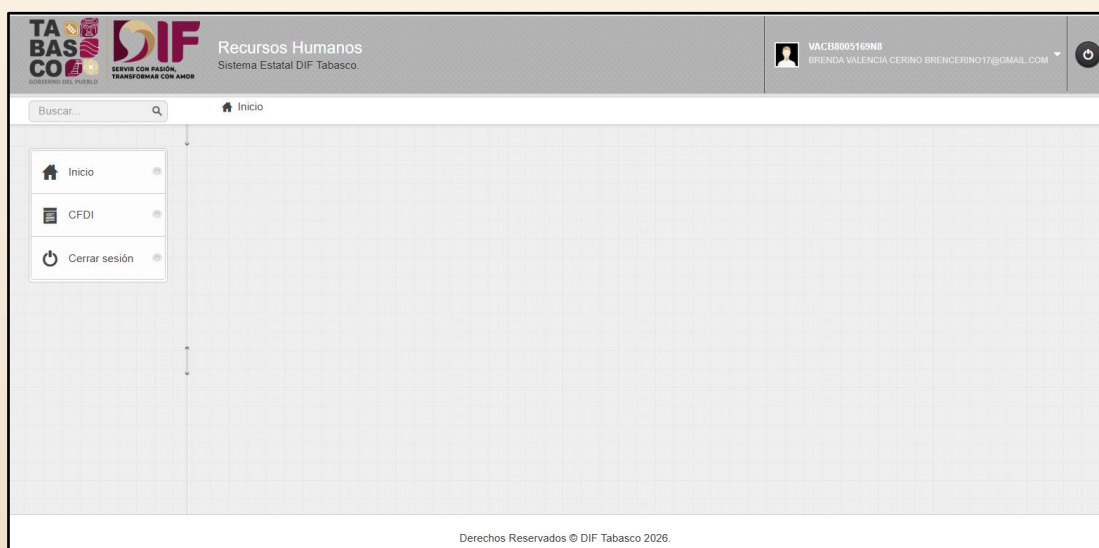 TA
BAS
CO
GOBIERNO DEL PUEBLO
DIF
SERVIR CON PASIÓN,
TRANSFORMAR CON AMOR
Recursos Humanos
Sistema Estatal DIF Tabasco.
VACB8005169N8
BRENDA VALENCIA CERINO BRENCERINO17@GMAIL.COM
Buscar...
Inicio
Inicio
CFDI
Cerrar sesión
Derechos Reservados © DIF Tabasco 2026.